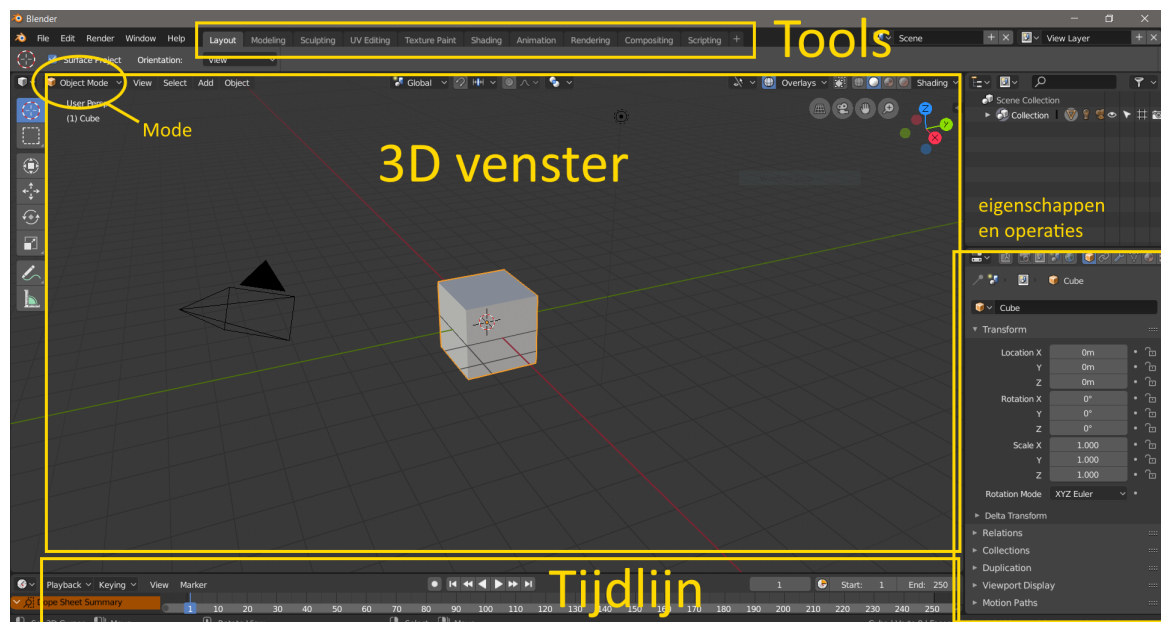 Blender
File Edit Render Window Help Layout Modeling Sculpting UV Editing Texture Paint Shading Animation Rendering Compositing Scripting + Tools Scene View Layer
Surface Project Orientation: View
Object Mode View Select Add Object Global Overlays Shading
User Persp
(1) Cube
Mode
3D venster
Z
Y
X
Scene Collection
Collection
eigenschappen
en operaties
Cube
Cube
Transform
Location X 0m
Y 0m
Z 0m
Rotation X 0°
Y 0°
Z 0°
Scale X 1.000
Y 1.000
Z 1.000
Rotation Mode XYZ Euler
Delta Transform
Relations
Collections
Duplication
Viewport Display
Motion Paths
Playback Keying View Marker Tijdlijn 1 Start: 1 End: 250
Dope Sheet Summary 1 10 20 30 40 50 60 70 80 90 100 110 120 130 140 150 160 170 180 190 200 210 220 230 240 250